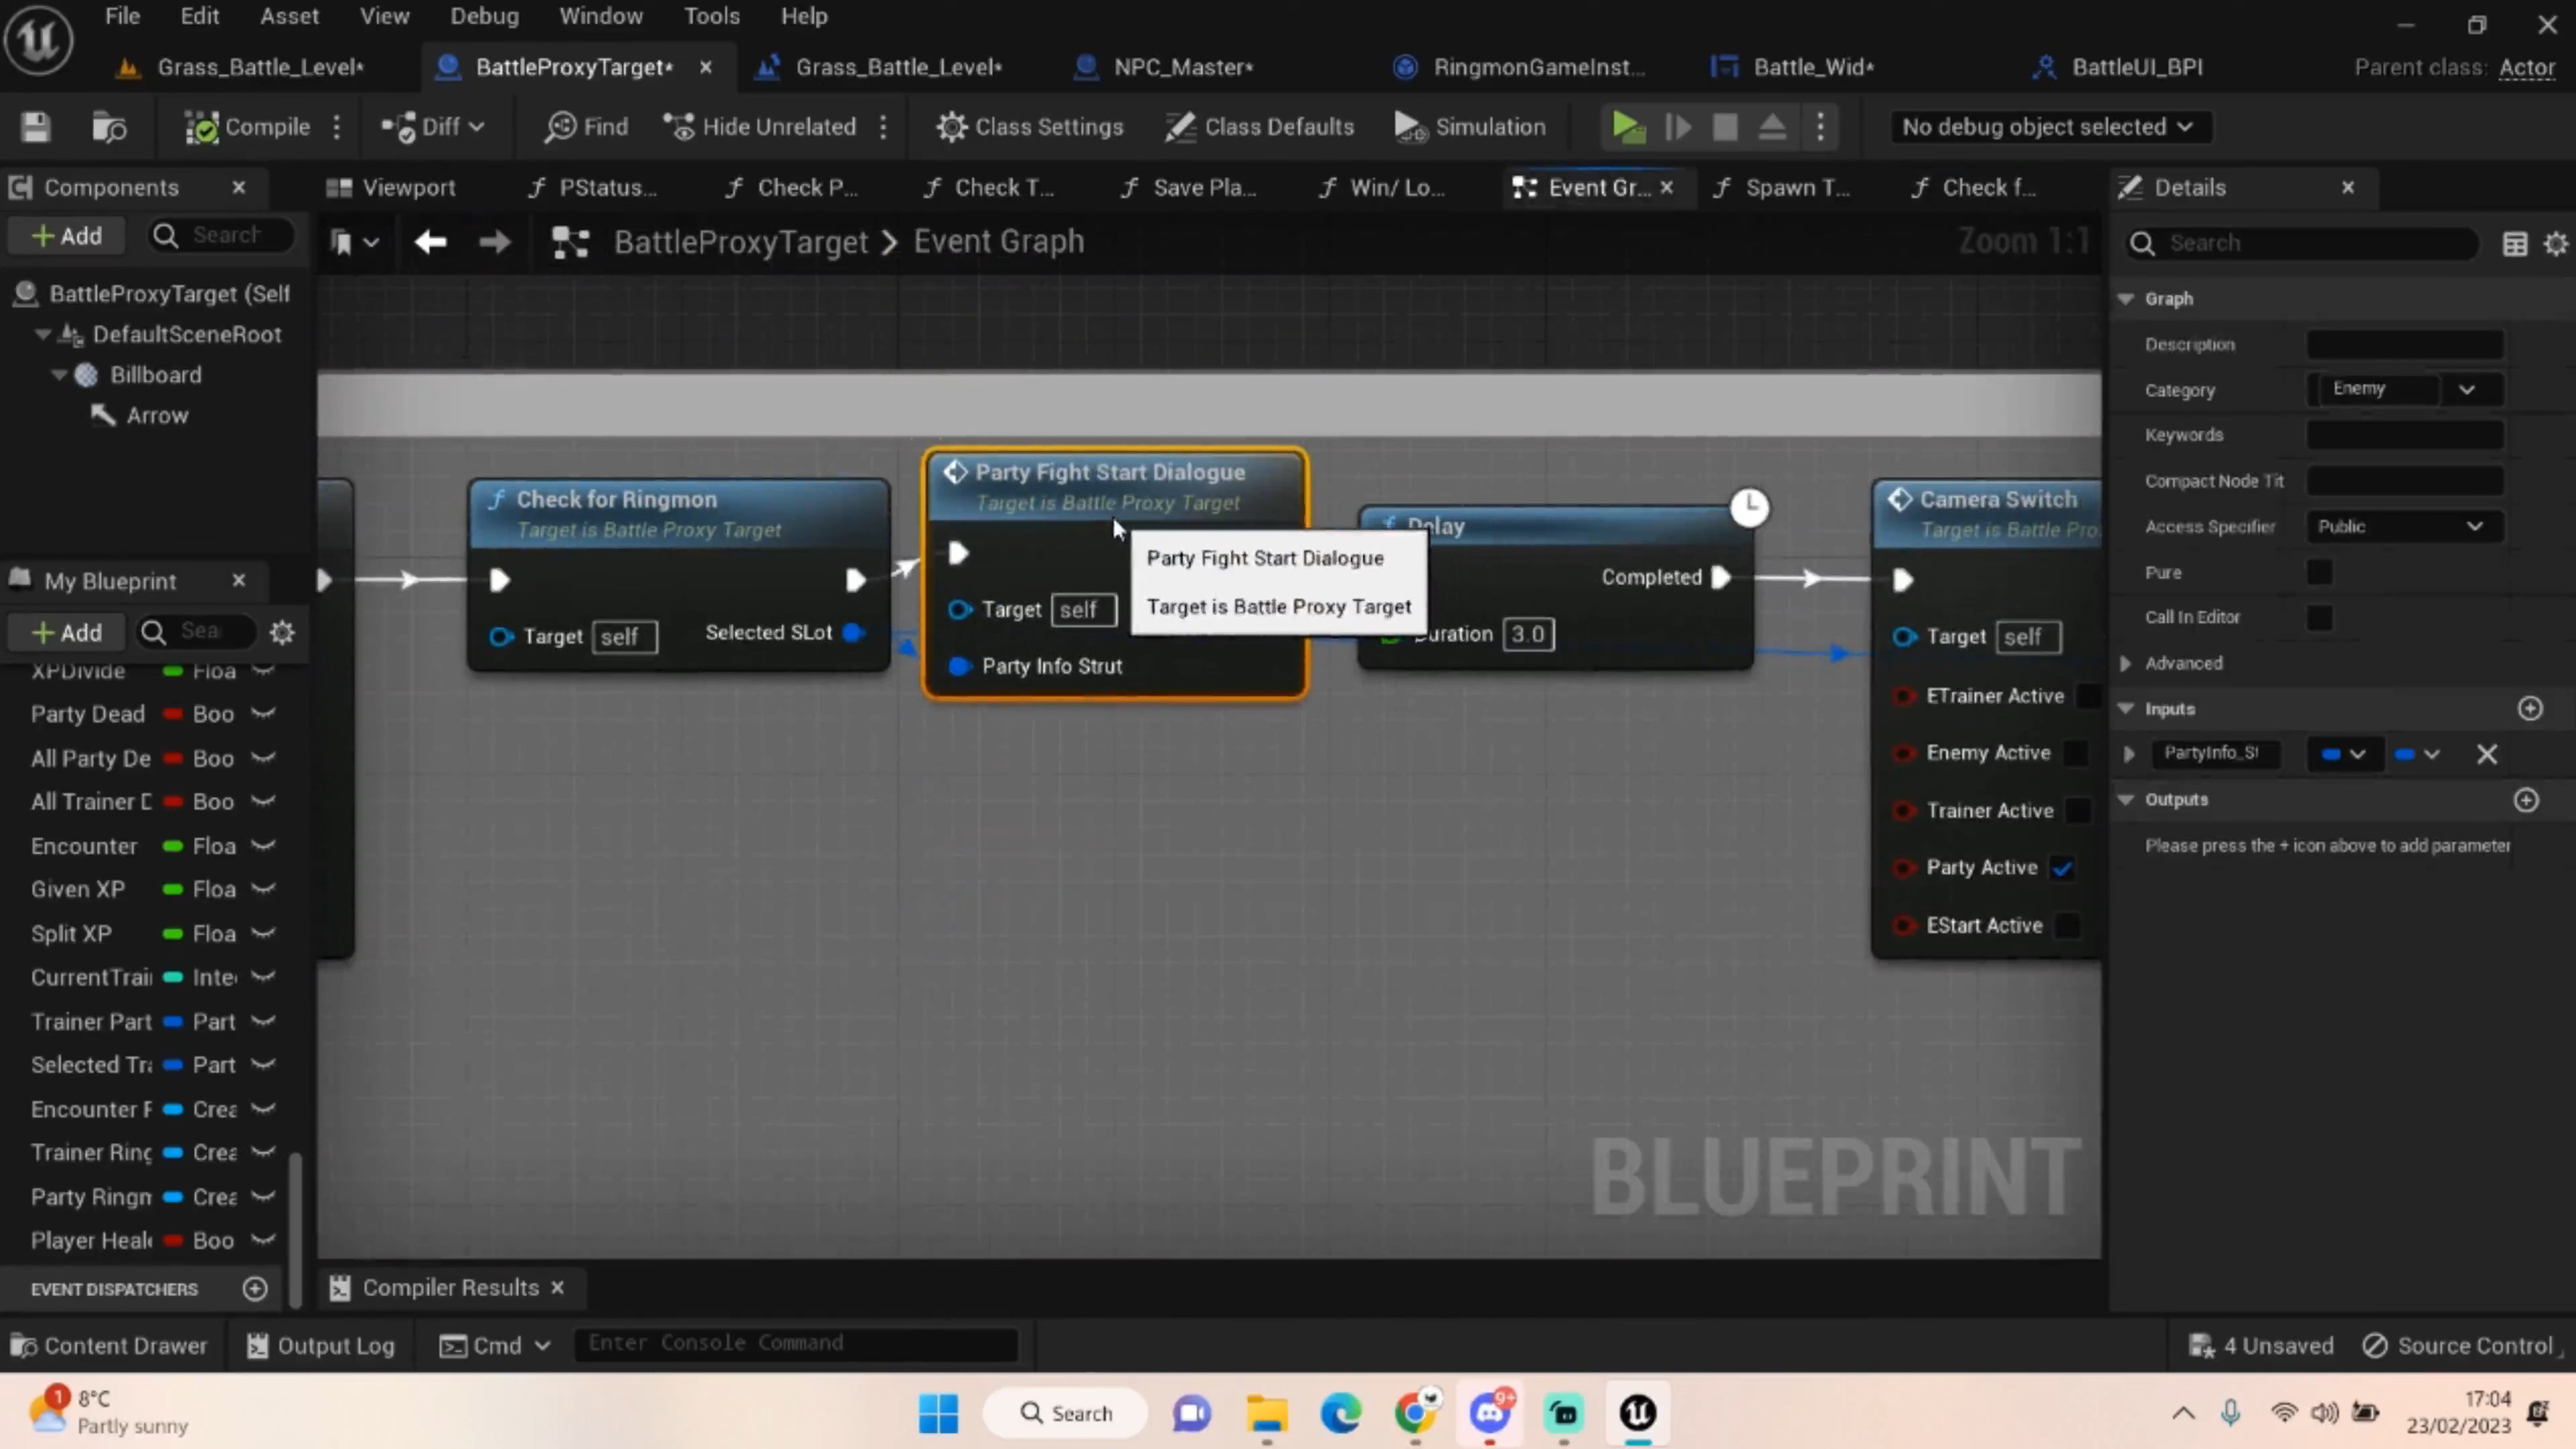 File Edit Asset View Debug Window Tools Help
Grass_Battle_Level* BattleProxyTarget* Grass_Battle_Level* NPC_Master* RingmonGameInst... Battle_Wid* BattleUI_BPI Parent class: Actor
Compile Diff Find Hide Unrelated Class Settings Class Defaults Simulation No debug object selected
Components Viewport PStatus... Check P... Check T... Save Pla... Win/ Lo... Event Gr... Spawn T... Check f... Details
Add Search BattleProxyTarget > Event Graph Zoom 1:1 Search
BattleProxyTarget (Self
DefaultSceneRoot
Billboard
Arrow
My Blueprint
Add Sea
XPDivide Floa
Party Dead Boo
All Party De Boo
All Trainer D Boo
Encounter Floa
Given XP Floa
Split XP Floa
CurrentTrai Inte
Trainer Part Part
Selected Tra Part
Encounter F Crea
Trainer Ring Crea
Party Ringm Crea
Player Heale Boo
EVENT DISPATCHERS
Check for Ringmon
Target is Battle Proxy Target
Target self Selected SLot
Party Fight Start Dialogue
Target is Battle Proxy Target
Target self
Party Info Strut
Party Fight Start Dialogue
Target is Battle Proxy Target
Delay
Completed
Duration 3.0
Camera Switch
Target is Battle Pro
Target self
ETrainer Active
Enemy Active
Trainer Active
Party Active
EStart Active
BLUEPRINT
Graph
Description
Category Enemy
Keywords
Compact Node Tit
Access Specifier Public
Pure
Call In Editor
Advanced
Inputs
PartyInfo_St
Outputs
Please press the + icon above to add parameter
Compiler Results
Content Drawer Output Log Cmd Enter Console Command 4 Unsaved Source Control
1 8°C
Partly sunny
Search
9+
17:04
23/02/2023